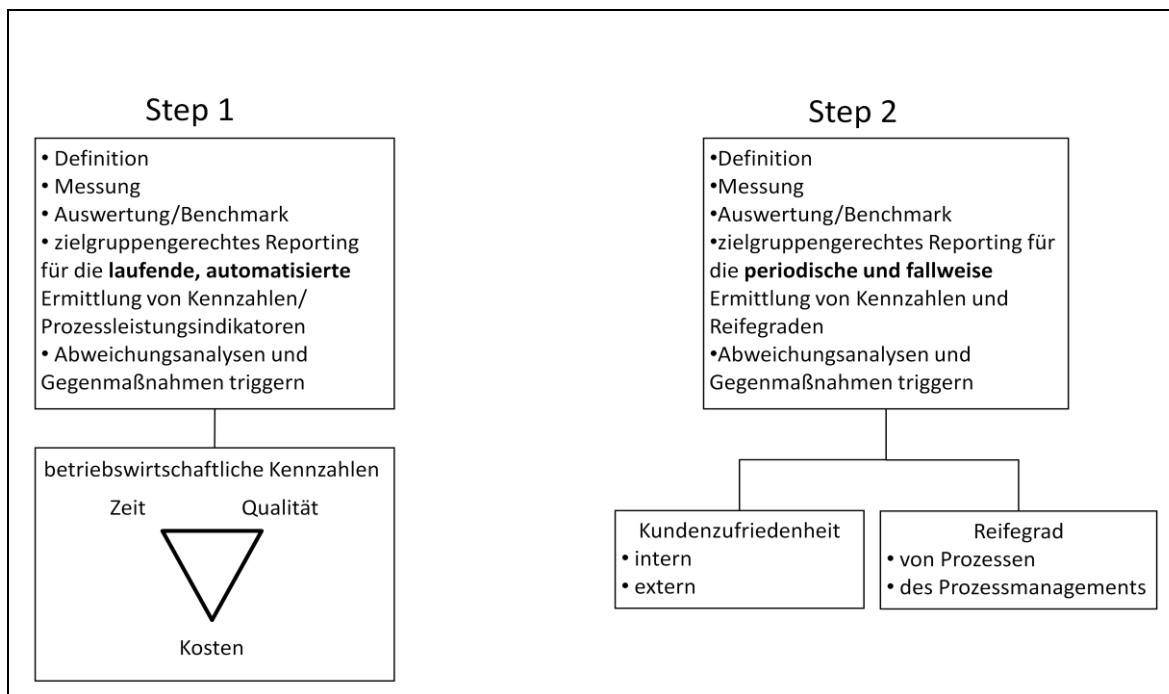 Step 1
• Definition
• Messung
• Auswertung/Benchmark
• zielgruppengerechtes Reporting
für die laufende, automatisierte
Ermittlung von Kennzahlen/
Prozessleistungsindikatoren
• Abweichungsanalysen und
Gegenmaßnahmen triggern
betriebswirtschaftliche Kennzahlen
Zeit Qualität
Kosten
Step 2
•Definition
•Messung
•Auswertung/Benchmark
•zielgruppengerechtes Reporting für
die periodische und fallweise
Ermittlung von Kennzahlen und
Reifegraden
•Abweichungsanalysen und
Gegenmaßnahmen triggern
Kundenzufriedenheit
• intern
• extern
Reifegrad
• von Prozessen
• des Prozessmanagements